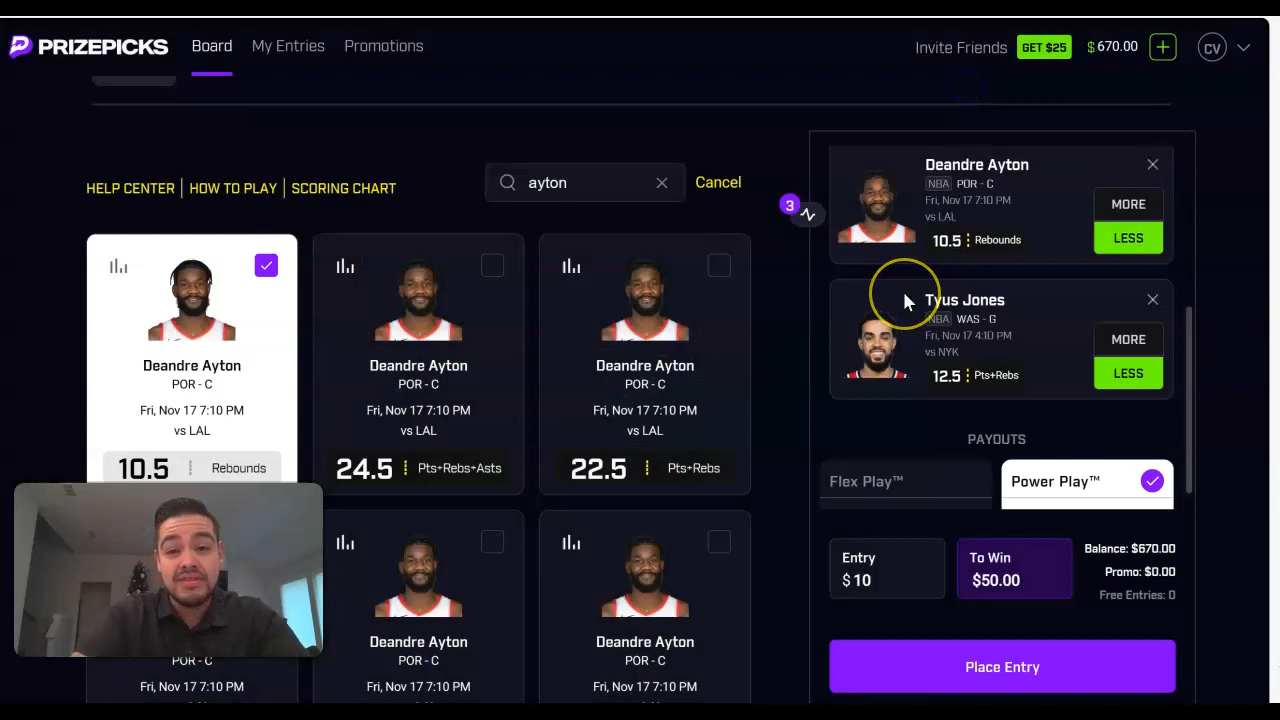 PRIZEPICKS
Board
My Entries
Promotions
Invite Friends
GET $25
$ 670.00
CV
HELP CENTER | HOW TO PLAY | SCORING CHART
ayton
Cancel
Deandre Ayton
POR - C
Fri, Nov 17 7:10 PM
vs LAL
10.5 Rebounds
Deandre Ayton
POR - C
Fri, Nov 17 7:10 PM
vs LAL
24.5 Pts+Rebs+Asts
Deandre Ayton
POR - C
Fri, Nov 17 7:10 PM
vs LAL
22.5 Pts+Rebs
POR - C
Fri, Nov 17 7:10 PM
Deandre Ayton
POR - C
Fri, Nov 17 7:10 PM
Deandre Ayton
POR - C
Fri, Nov 17 7:10 PM
3
Deandre Ayton
NBA POR - C
Fri, Nov 17 7:10 PM
vs LAL
10.5 Rebounds
MORE
LESS
Tyus Jones
NBA WAS - G
Fri, Nov 17 4:10 PM
vs NYK
12.5 Pts+Rebs
MORE
LESS
PAYOUTS
Flex Play™
Power Play™
Entry
$ 10
To Win
$50.00
Balance: $670.00
Promo: $0.00
Free Entries: 0
Place Entry